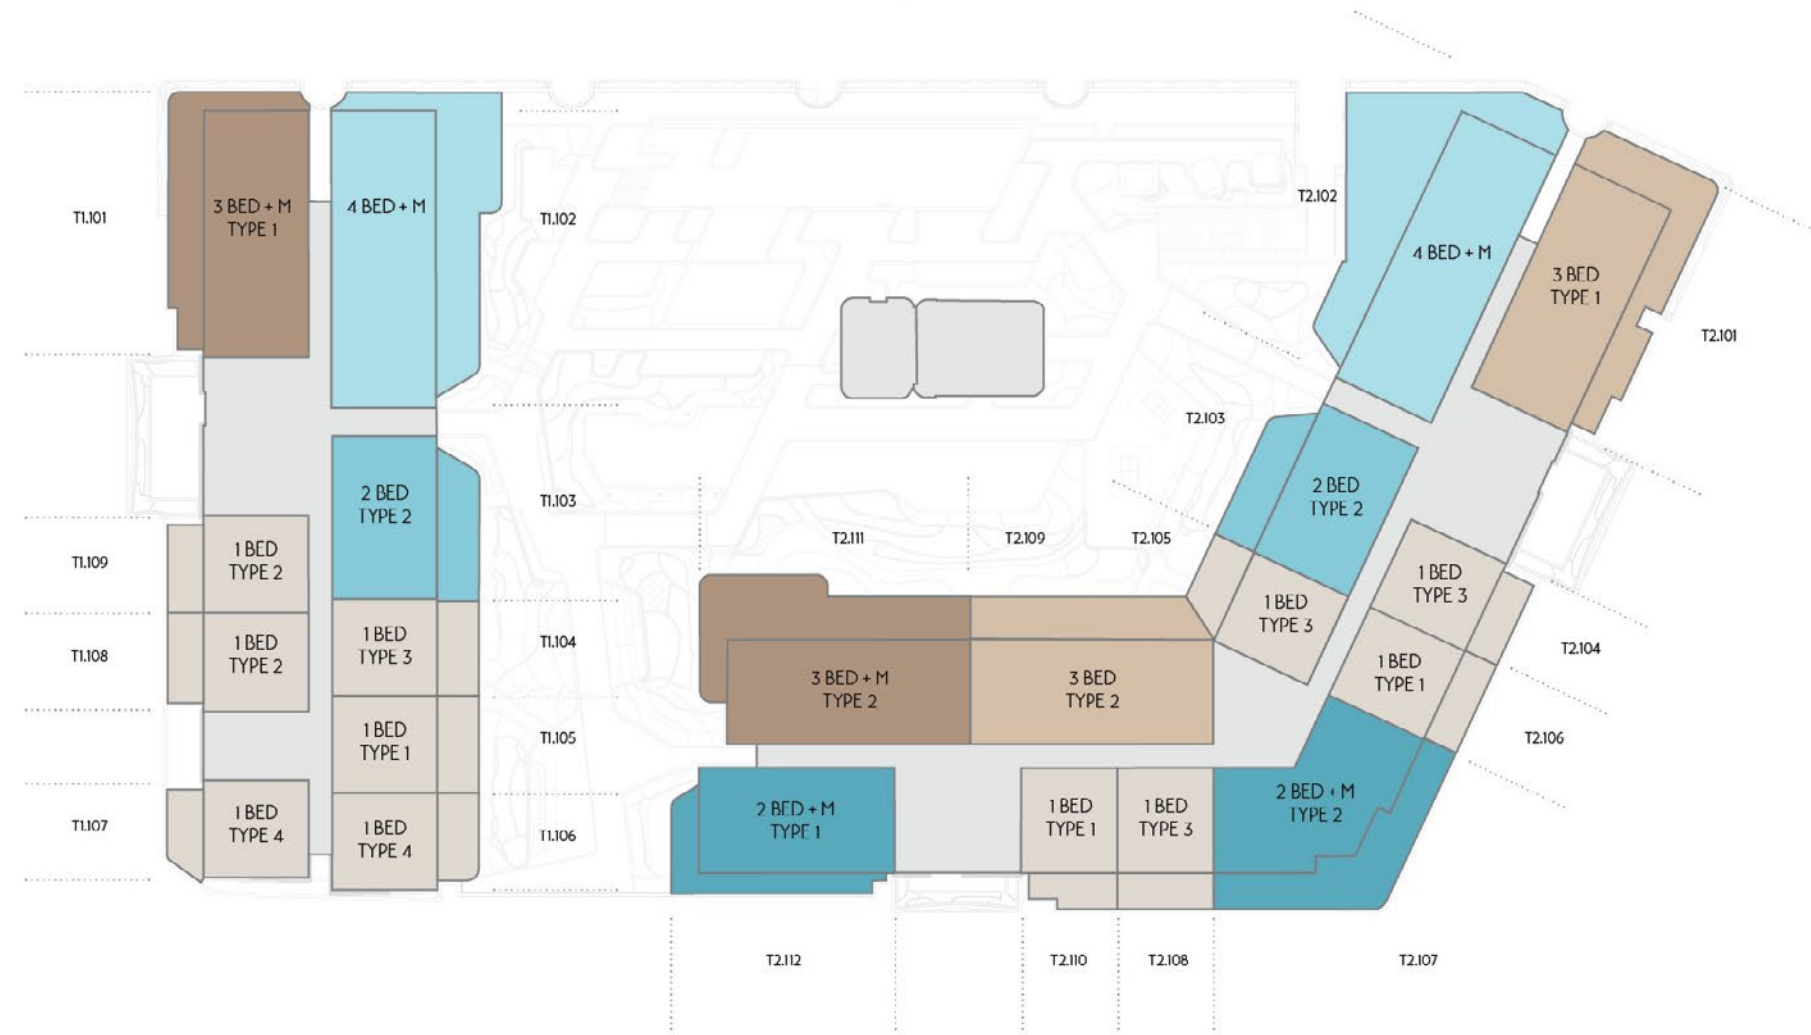 T1.101
3 BED + M
TYPE 1
4 BED + M
T1.102
T2.102
4 BED + M
3 BED
TYPE 1
T2.101
T2.103
2 BED
TYPE 2
T1.103
2 BED
TYPE 2
T1.109
1 BED
TYPE 2
T2.111
T2.109
T2.105
1 BED
TYPE 3
T2.104
1 BED
TYPE 3
T1.108
1 BED
TYPE 2
1 BED
TYPE 3
T1.104
3 BED + M
TYPE 2
3 BED
TYPE 2
1 BED
TYPE 1
T2.106
1 BED
TYPE 1
T1.105
T1.107
1 BED
TYPE 4
1 BED
TYPE 4
T1.106
2 BED + M
TYPE 1
1 BED
TYPE 1
1 BED
TYPE 3
2 BED + M
TYPE 2
T2.112
T2.110
T2.108
T2.107